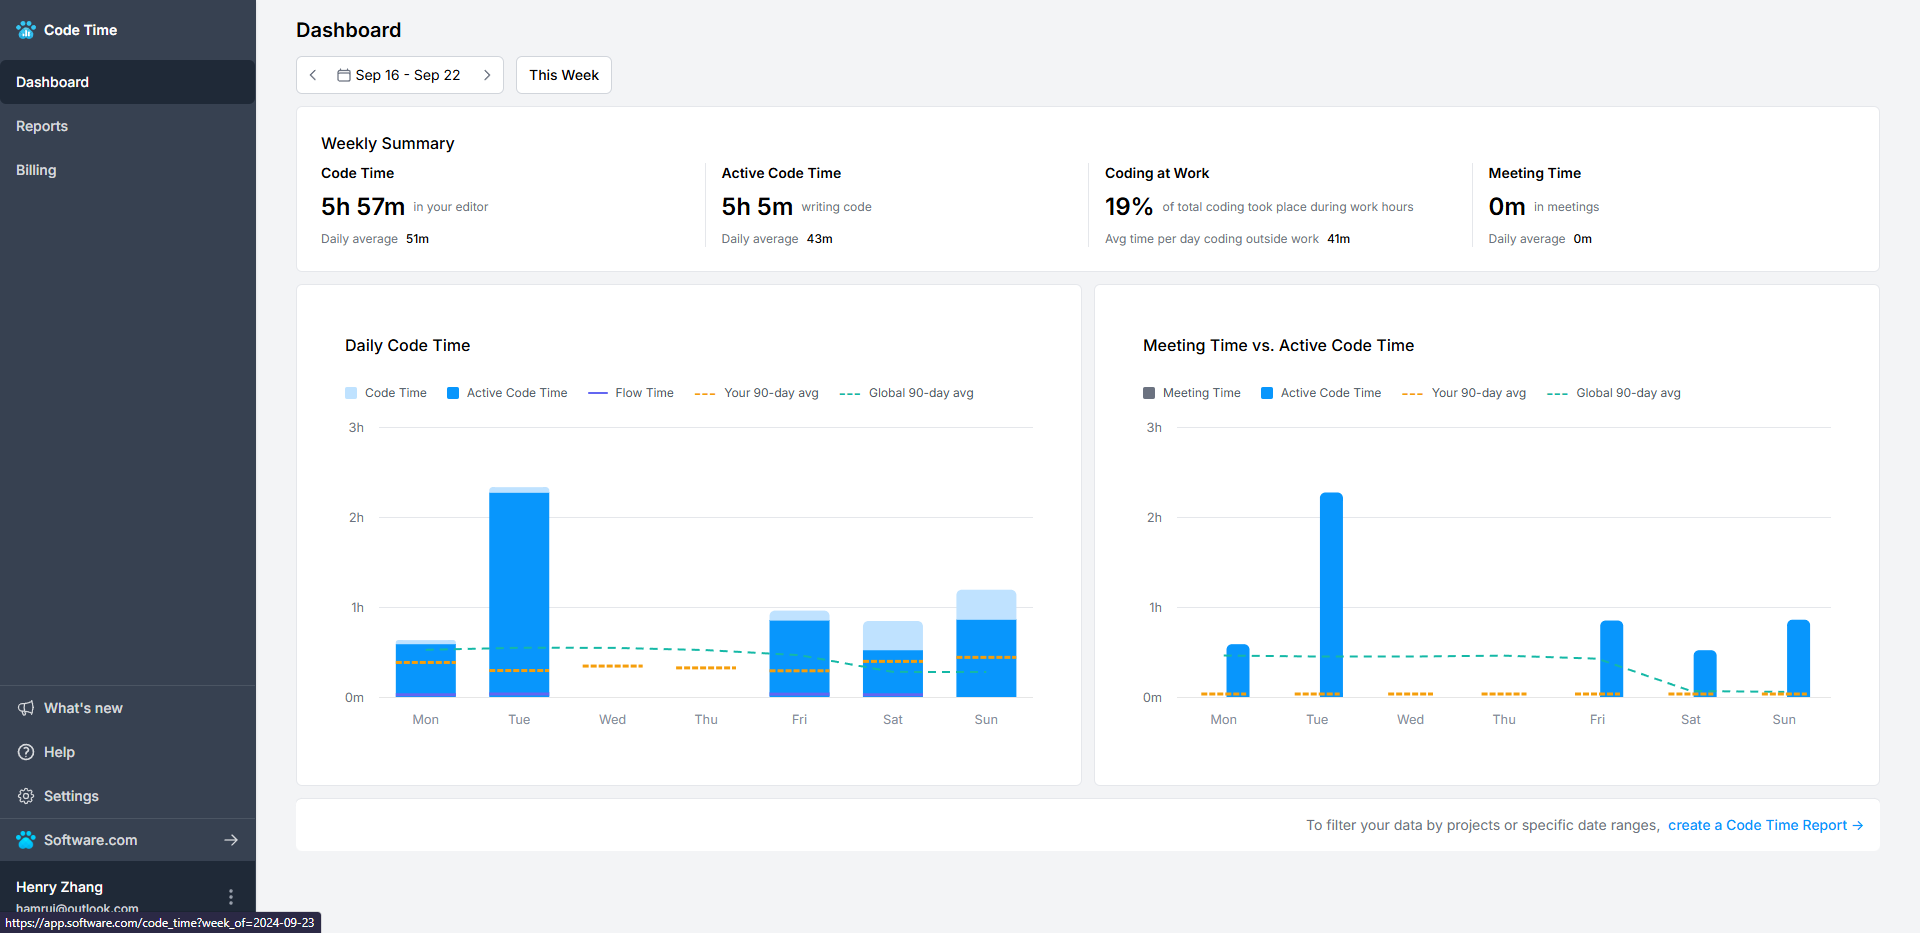 Code Time
Dashboard
Reports
Billing
What's new
Help
Settings
Software.com
Henry Zhang
hamrui@outlook.com
https://app.software.com/code_time?week_of=2024-09-23
Dashboard
Sep 16 - Sep 22
This Week
Weekly Summary
Code Time
5h 57m in your editor
Daily average 51m
Active Code Time
5h 5m writing code
Daily average 43m
Coding at Work
19% of total coding took place during work hours
Avg time per day coding outside work 41m
Meeting Time
0m in meetings
Daily average 0m
Daily Code Time
Code Time Active Code Time Flow Time Your 90-day avg Global 90-day avg
3h
2h
1h
0m
Mon Tue Wed Thu Fri Sat Sun
Meeting Time vs. Active Code Time
Meeting Time Active Code Time Your 90-day avg Global 90-day avg
3h
2h
1h
0m
Mon Tue Wed Thu Fri Sat Sun
To filter your data by projects or specific date ranges, create a Code Time Report →